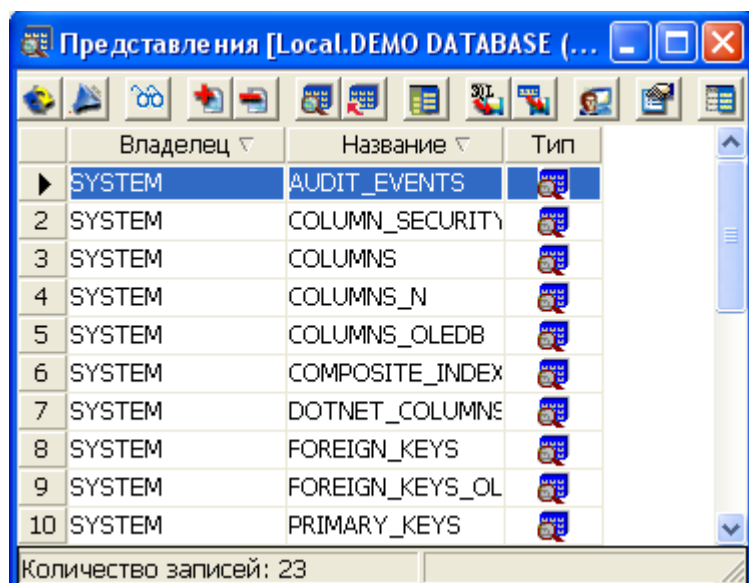 Представления [Local.DEMO DATABASE (...
SQL
Владелец Название Тип
SYSTEM AUDIT_EVENTS
2 SYSTEM COLUMN_SECURITY
3 SYSTEM COLUMNS
4 SYSTEM COLUMNS_N
5 SYSTEM COLUMNS_OLEDB
6 SYSTEM COMPOSITE_INDEX
7 SYSTEM DOTNET_COLUMNS
8 SYSTEM FOREIGN_KEYS
9 SYSTEM FOREIGN_KEYS_OL
10 SYSTEM PRIMARY_KEYS
Количество записей: 23